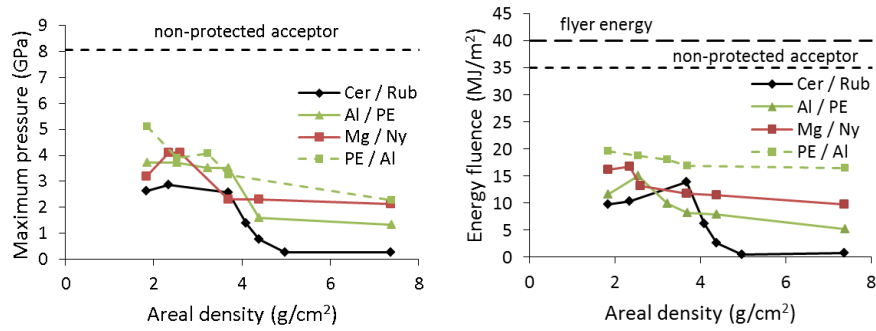 Maximum pressure (GPa)
9
8
7
6
5
4
3
2
1
0
non-protected acceptor
Cer / Rub
Al / PE
Mg / Ny
PE / Al
0 2 4 6 8
Areal density (g/cm²)
Energy fluence (MJ/m²)
45
40
35
30
25
20
15
10
5
0
flyer energy
non-protected acceptor
Cer / Rub
Al / PE
Mg / Ny
PE / Al
0 2 4 6 8
Areal density (g/cm²)